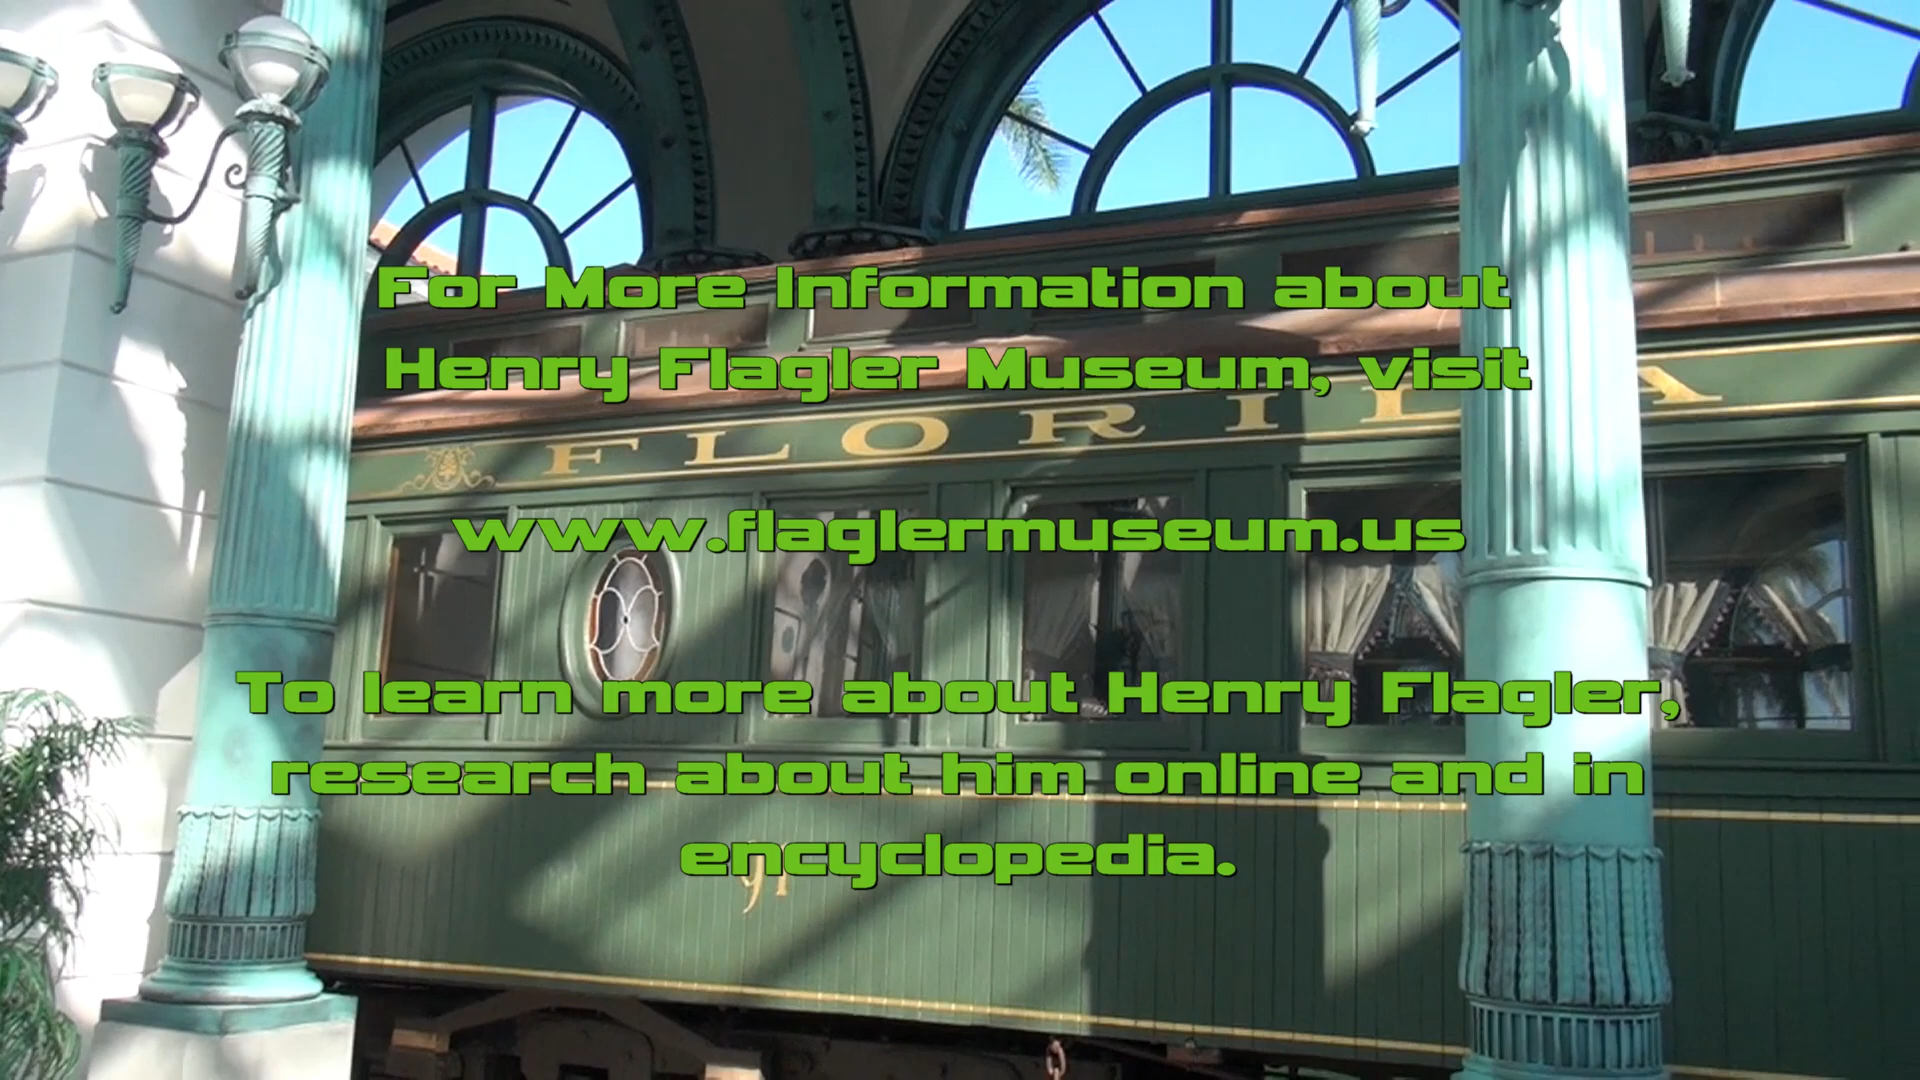 For More Information about
Henry Flagler Museum, visit
FLORIDA
www.flaglermuseum.us
To learn more about Henry Flagler,
research about him online and in
encyclopedia.
91